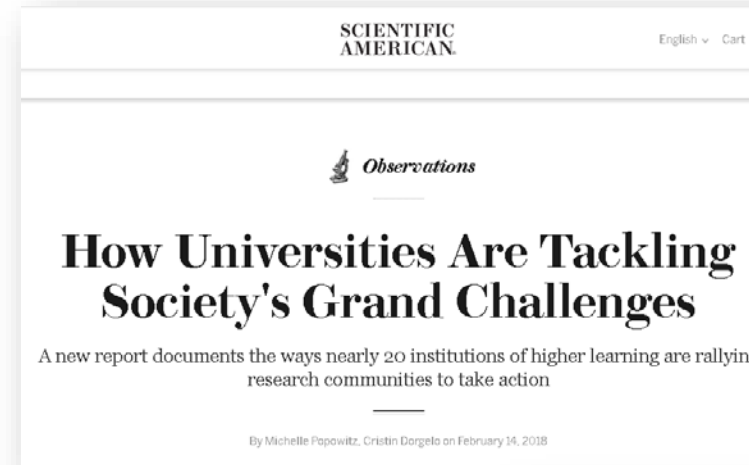 SCIENTIFIC
AMERICAN.
English Cart
Observations
How Universities Are Tackling
Society's Grand Challenges
A new report documents the ways nearly 20 institutions of higher learning are rallyin
research communities to take action
By Michelle Popowitz, Cristin Dorgelo on February 14, 2018